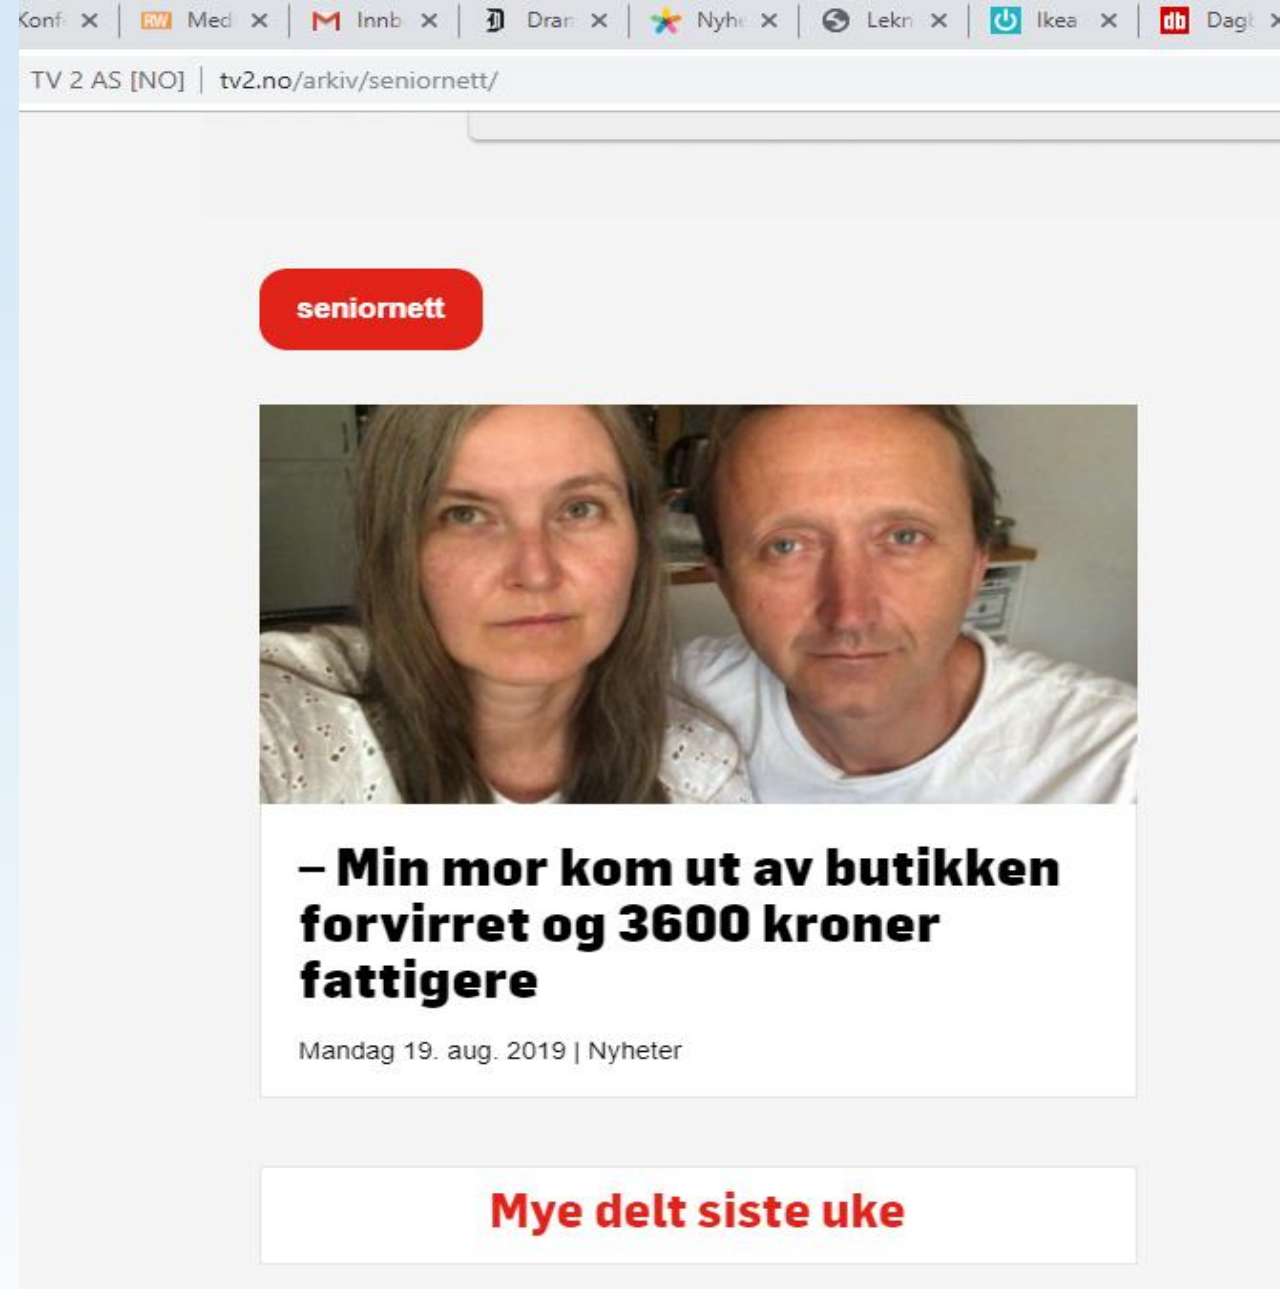 Konf Med Innb Dran Nyhe Lekn Ikea db Dagb
TV 2 AS [NO] | tv2.no/arkiv/seniornett/
seniornett
– Min mor kom ut av butikken
forvirret og 3600 kroner
fattigere
Mandag 19. aug. 2019 | Nyheter
Mye delt siste uke